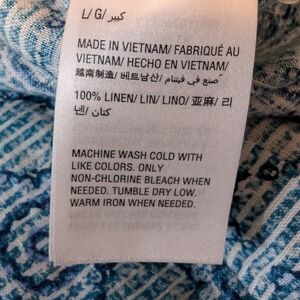 L/ G/ كبير
MADE IN VIETNAM/ FABRIQUÉ AU
VIETNAM/ HECHO EN VIETNAM/
越南制造/ 베트남산/ صنع في فيتنام
100% LINEN/ LIN/ LINO/ 亚麻/ 리
넨/ كتان
MACHINE WASH COLD WITH
LIKE COLORS. ONLY
NON-CHLORINE BLEACH WHEN
NEEDED. TUMBLE DRY LOW.
WARM IRON WHEN NEEDED.